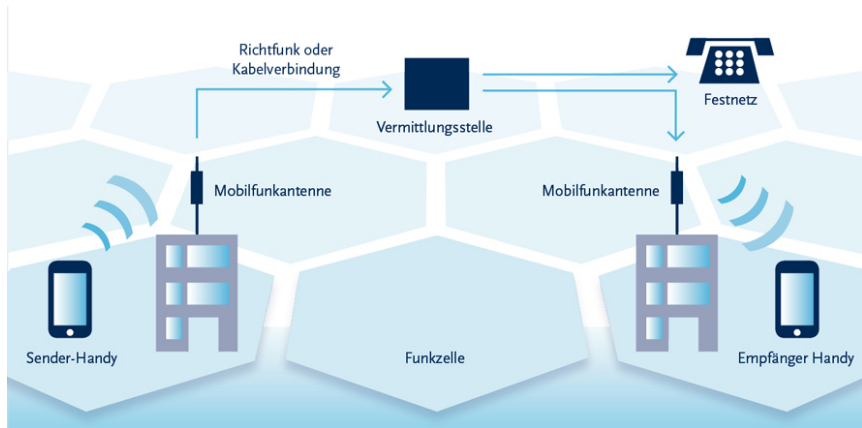 Richtfunk oder
Kabelverbindung
Festnetz
Vermittlungsstelle
Mobilfunkantenne
Mobilfunkantenne
Sender-Handy
Funkzelle
Empfänger Handy